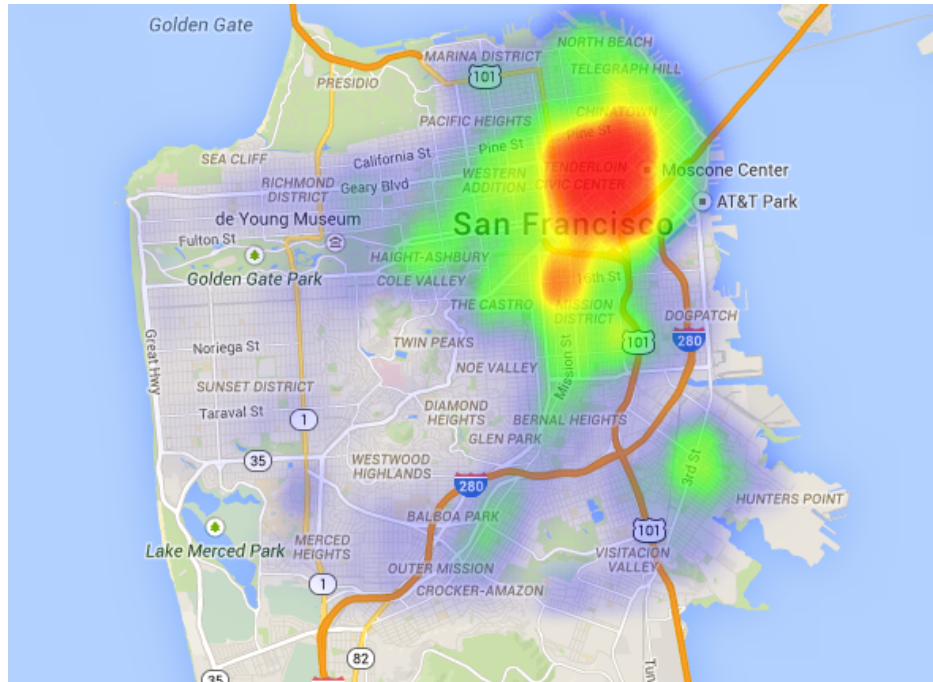 Golden Gate
NORTH BEACH
MARINA DISTRICT
101
TELEGRAPH HILL
PRESIDIO
CHINATOWN
PACIFIC HEIGHTS
Pine St
Pine St
SEA CLIFF
California St
TENDERLOIN
Moscone Center
RICHMOND
DISTRICT
Geary Blvd
WESTERN
ADDITION
CIVIC CENTER
AT&T Park
de Young Museum
San Francisco
Fulton St
HAIGHT-ASHBURY
Golden Gate Park
COLE VALLEY
16th St
THE CASTRO
MISSION
DISTRICT
DOGPATCH
Great Hwy
Noriega St
TWIN PEAKS
101
280
Mission St
NOE VALLEY
SUNSET DISTRICT
Taraval St
1
DIAMOND
HEIGHTS
BERNAL HEIGHTS
GLEN PARK
35
WESTWOOD
HIGHLANDS
3rd St
280
HUNTERS POINT
BALBOA PARK
Lake Merced Park
MERCED
HEIGHTS
101
VISITACION
VALLEY
OUTER MISSION
1
CROCKER-AMAZON
82
35
Tun